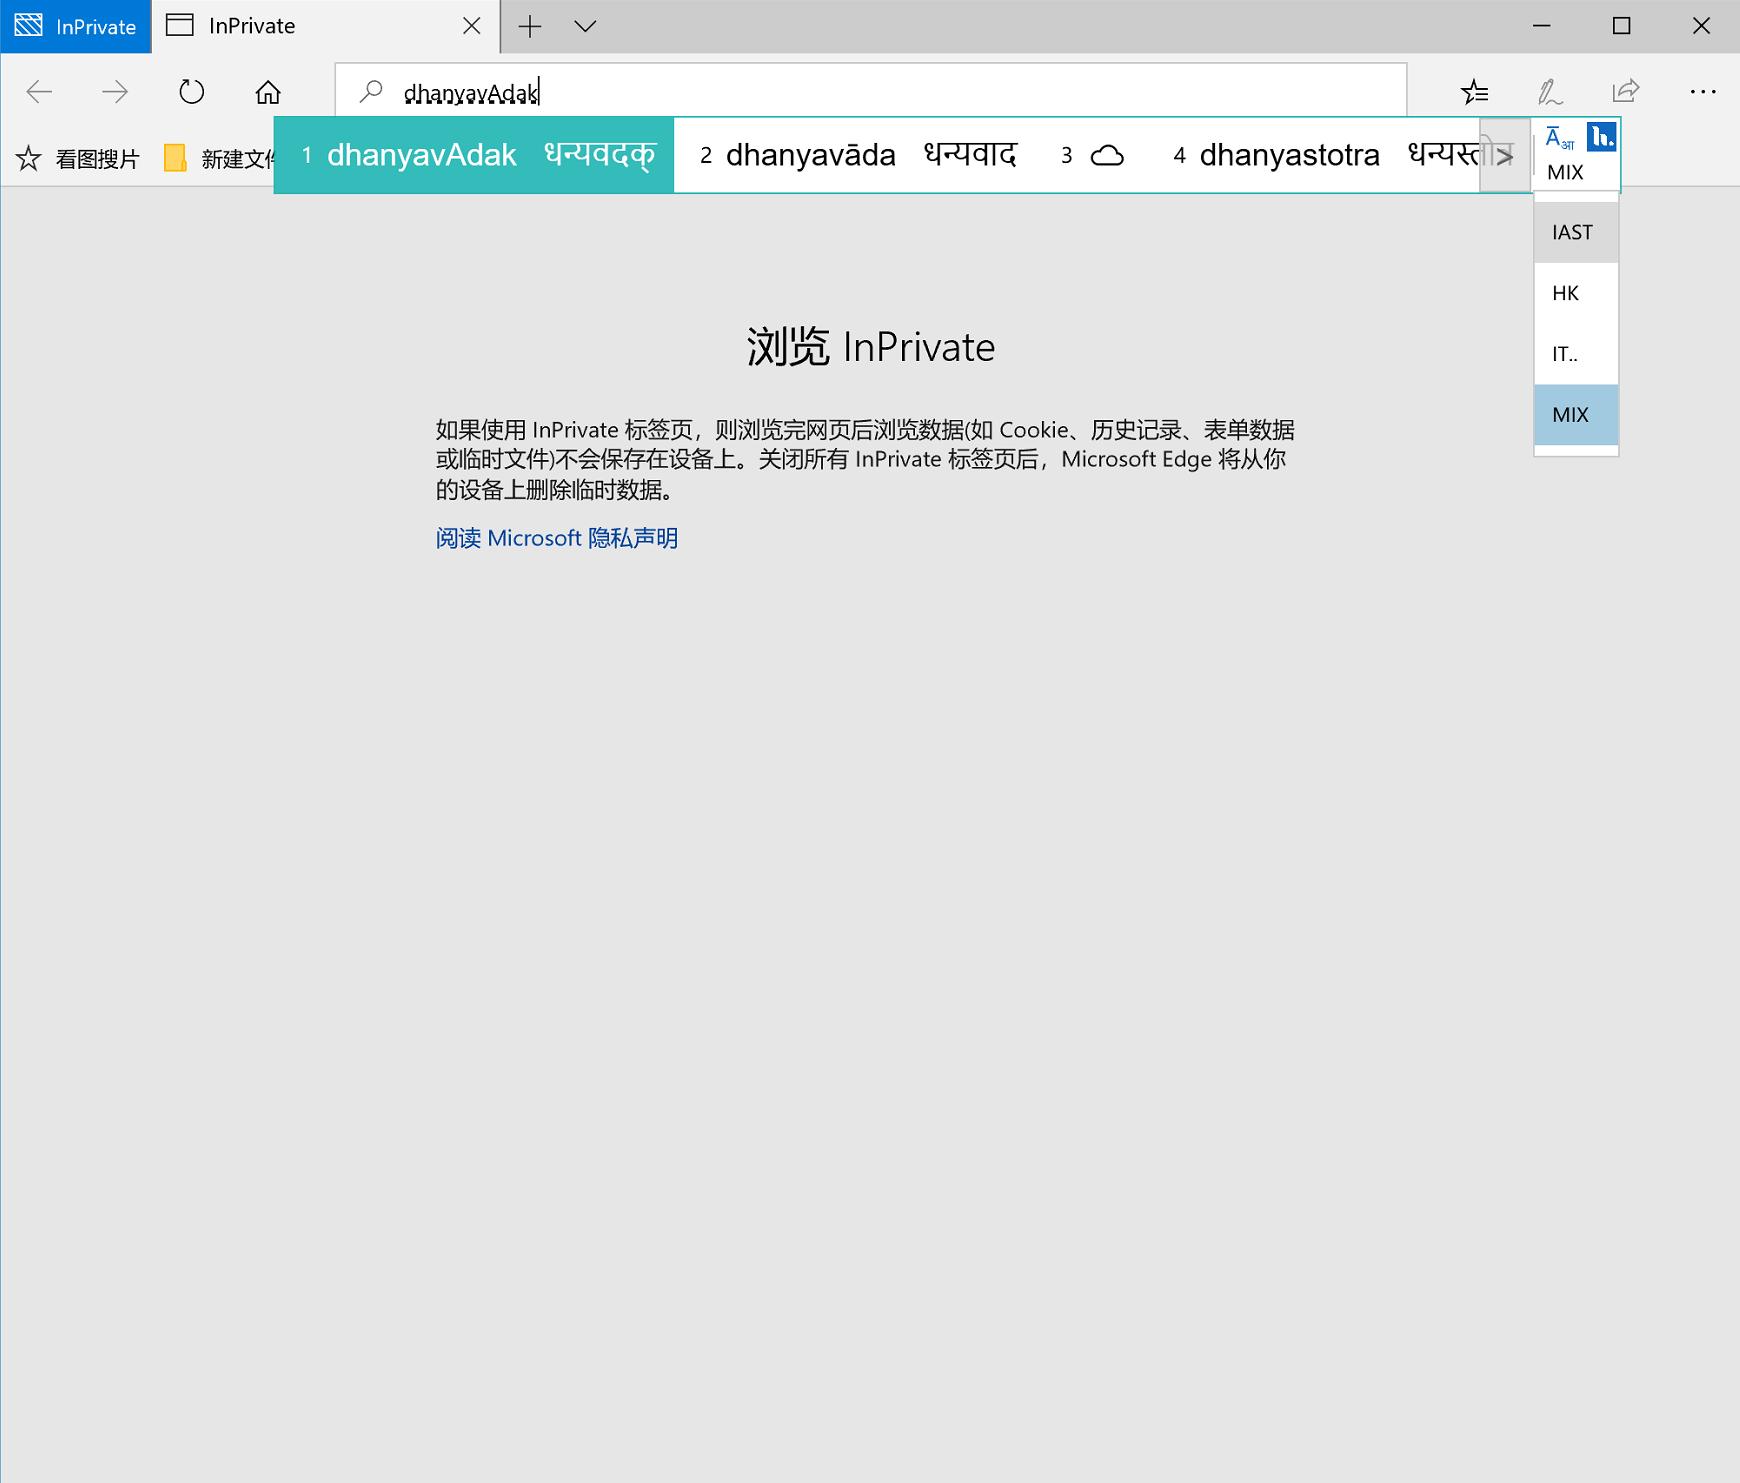 InPrivate
InPrivate
dhanyavAdak
看图搜片
1 dhanyavAdak धन्यवदक् 2 dhanyavāda धन्यवाद 3 4 dhanyastotra धन्यस्तोत्र >
Āआ h.
MIX
IAST
HK
IT..
MIX
浏览 InPrivate
如果使用 InPrivate 标签页，则浏览完网页后浏览数据(如 Cookie、历史记录、表单数据
或临时文件)不会保存在设备上。关闭所有 InPrivate 标签页后，Microsoft Edge 将从你
的设备上删除临时数据。
阅读 Microsoft 隐私声明